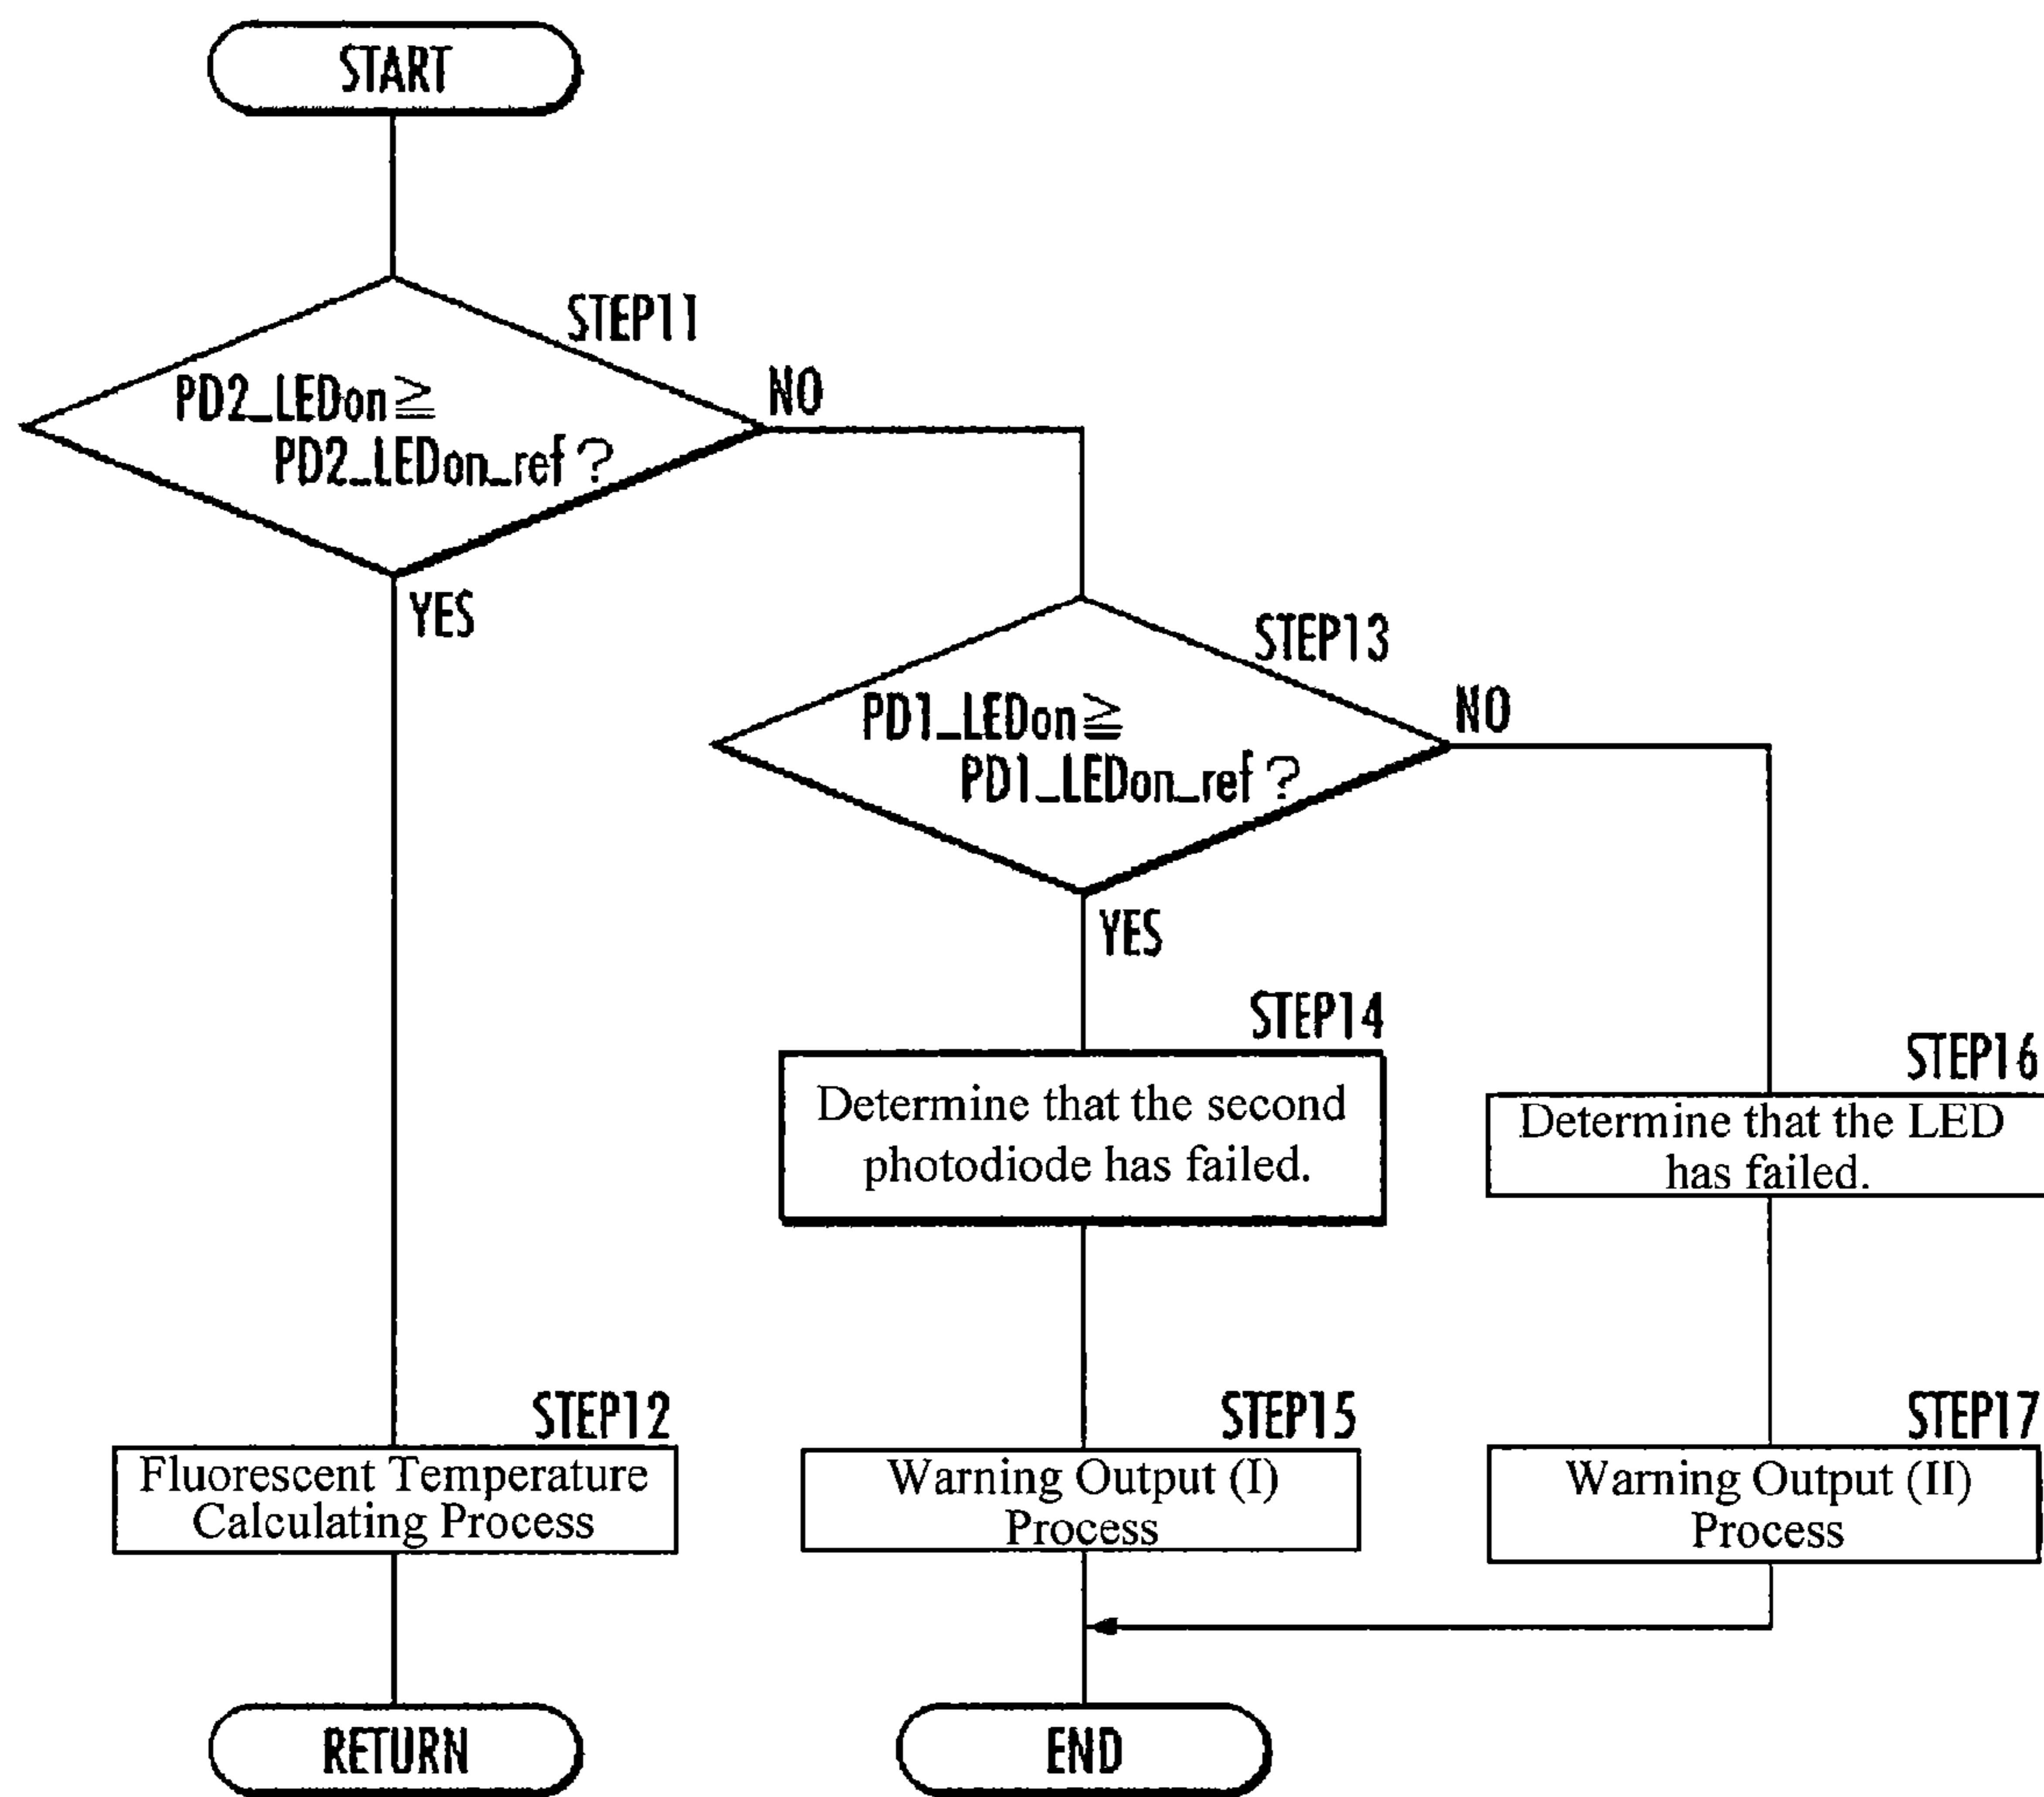 START
STEP11
PD2_LEDon≧
PD2_LEDon_ref?
NO
YES
STEP13
PD1_LEDon≧
PD1_LEDon_ref?
NO
YES
STEP14
Determine that the second
photodiode has failed.
STEP16
Determine that the LED
has failed.
STEP12
Fluorescent Temperature
Calculating Process
STEP15
Warning Output (I)
Process
STEP17
Warning Output (II)
Process
RETURN
END